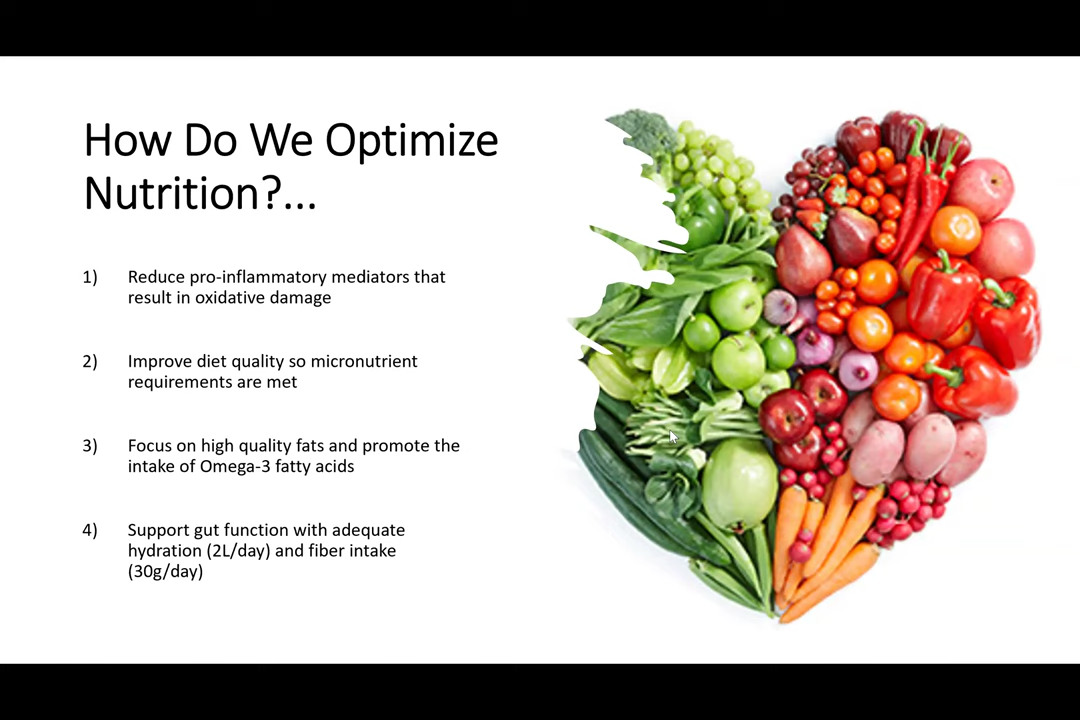 How Do We Optimize
Nutrition?...
1) Reduce pro-inflammatory mediators that
result in oxidative damage
2) Improve diet quality so micronutrient
requirements are met
3) Focus on high quality fats and promote the
intake of Omega-3 fatty acids
4) Support gut function with adequate
hydration (2L/day) and fiber intake
(30g/day)